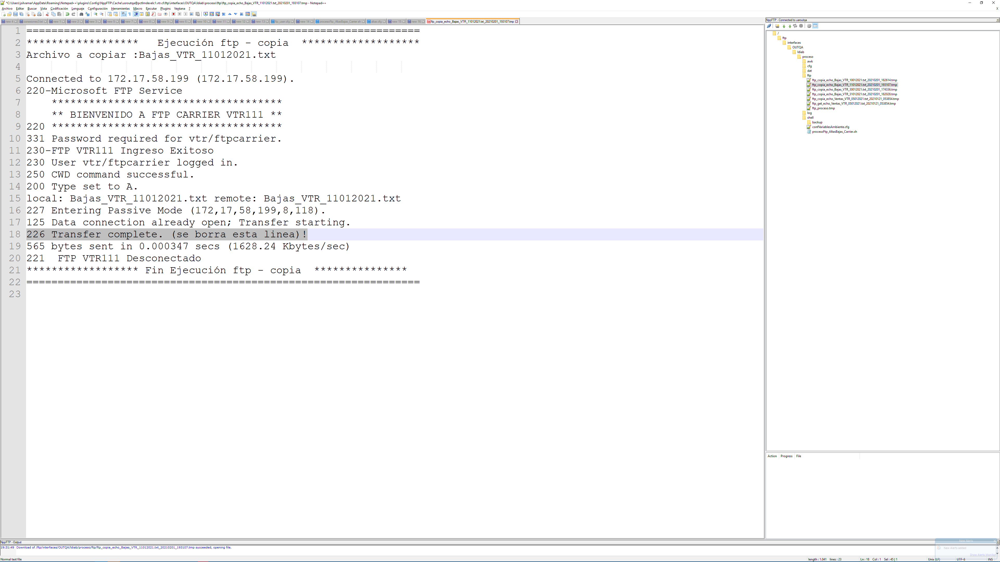 *C:\Users\jsilvamar\AppData\Roaming\Notepad++\plugins\Config\NppFTP\Cache\usroutqa@pctlmdevelc1.vtr.cl\ftp\interfaces\OUTQA\ldiab\proceso\ftp\ftp_copia_echo_Bajas_VTR_11012021.txt_20210201_193107.tmp - Notepad++
Archivo Editar Buscar Vista Codificación Lenguaje Configuración Herramientas Macro Ejecutar Plugins Ventana ?
new 4 conexiones3.txt new 1 new 2 new 3 new 5 new 7 new 8 new 9 new 6 new 10 new 11 new 12 new 13 ftp_user.cfg new 14 procesoFtp_AltasBajas_Carrier.sh altas.cfg new 15 new 16 ftp_copia_echo_Bajas_VTR_11012021.txt_20210201_193107.tmp
1 ===============================================================
2 ****************** Ejecución ftp - copia *******************
3 Archivo a copiar :Bajas_VTR_11012021.txt
4
5 Connected to 172.17.58.199 (172.17.58.199).
6 220-Microsoft FTP Service
7 *************************************
8 ** BIENVENIDO A FTP CARRIER VTR111 **
9 220 *************************************
10 331 Password required for vtr/ftpcarrier.
11 230-FTP VTR111 Ingreso Exitoso
12 230 User vtr/ftpcarrier logged in.
13 250 CWD command successful.
14 200 Type set to A.
15 local: Bajas_VTR_11012021.txt remote: Bajas_VTR_11012021.txt
16 227 Entering Passive Mode (172,17,58,199,8,118).
17 125 Data connection already open; Transfer starting.
18 226 Transfer complete. (se borra esta linea)!
19 565 bytes sent in 0.000347 secs (1628.24 Kbytes/sec)
20 221  FTP VTR111 Desconectado
21 ****************** Fin Ejecución ftp - copia ***************
22 ===============================================================
23
NppFTP - Connected to usroutqa
/
ftp
interfaces
OUTQA
ldiab
proceso
awk
cfg
dat
ftp
ftp_copia_echo_Bajas_VTR_10012021.txt_20210201_182614.tmp
ftp_copia_echo_Bajas_VTR_11012021.txt_20210201_193107.tmp
ftp_copia_echo_Bajas_VTR_30012021.txt_20210201_174336.tmp
ftp_copia_echo_Bajas_VTR_31012021.txt_20210201_182028.tmp
ftp_copia_echo_Ventas_VTR_05012021.txt_20210121_053854.tmp
ftp_get_echo_Ventas_VTR_05012021.txt_20210121_053854.tmp
ftp_proceso.tmp
log
shell
backup
confVariablesAmbiente.cfg
procesoFtp_AltasBajas_Carrier.sh
Action Progress File
NppFTP - Output
19:31:49 Download of /ftp/interfaces/OUTQA/ldiab/proceso/ftp/ftp_copia_echo_Bajas_VTR_11012021.txt_20210201_193107.tmp succeeded, opening file.
New Alerts
New Alerts added
Show Alerts Monitor
Normal text file
length : 1.041 lines : 23
Ln : 18 Col : 1 Sel : 45 | 1
Unix (LF)
UTF-8
INS